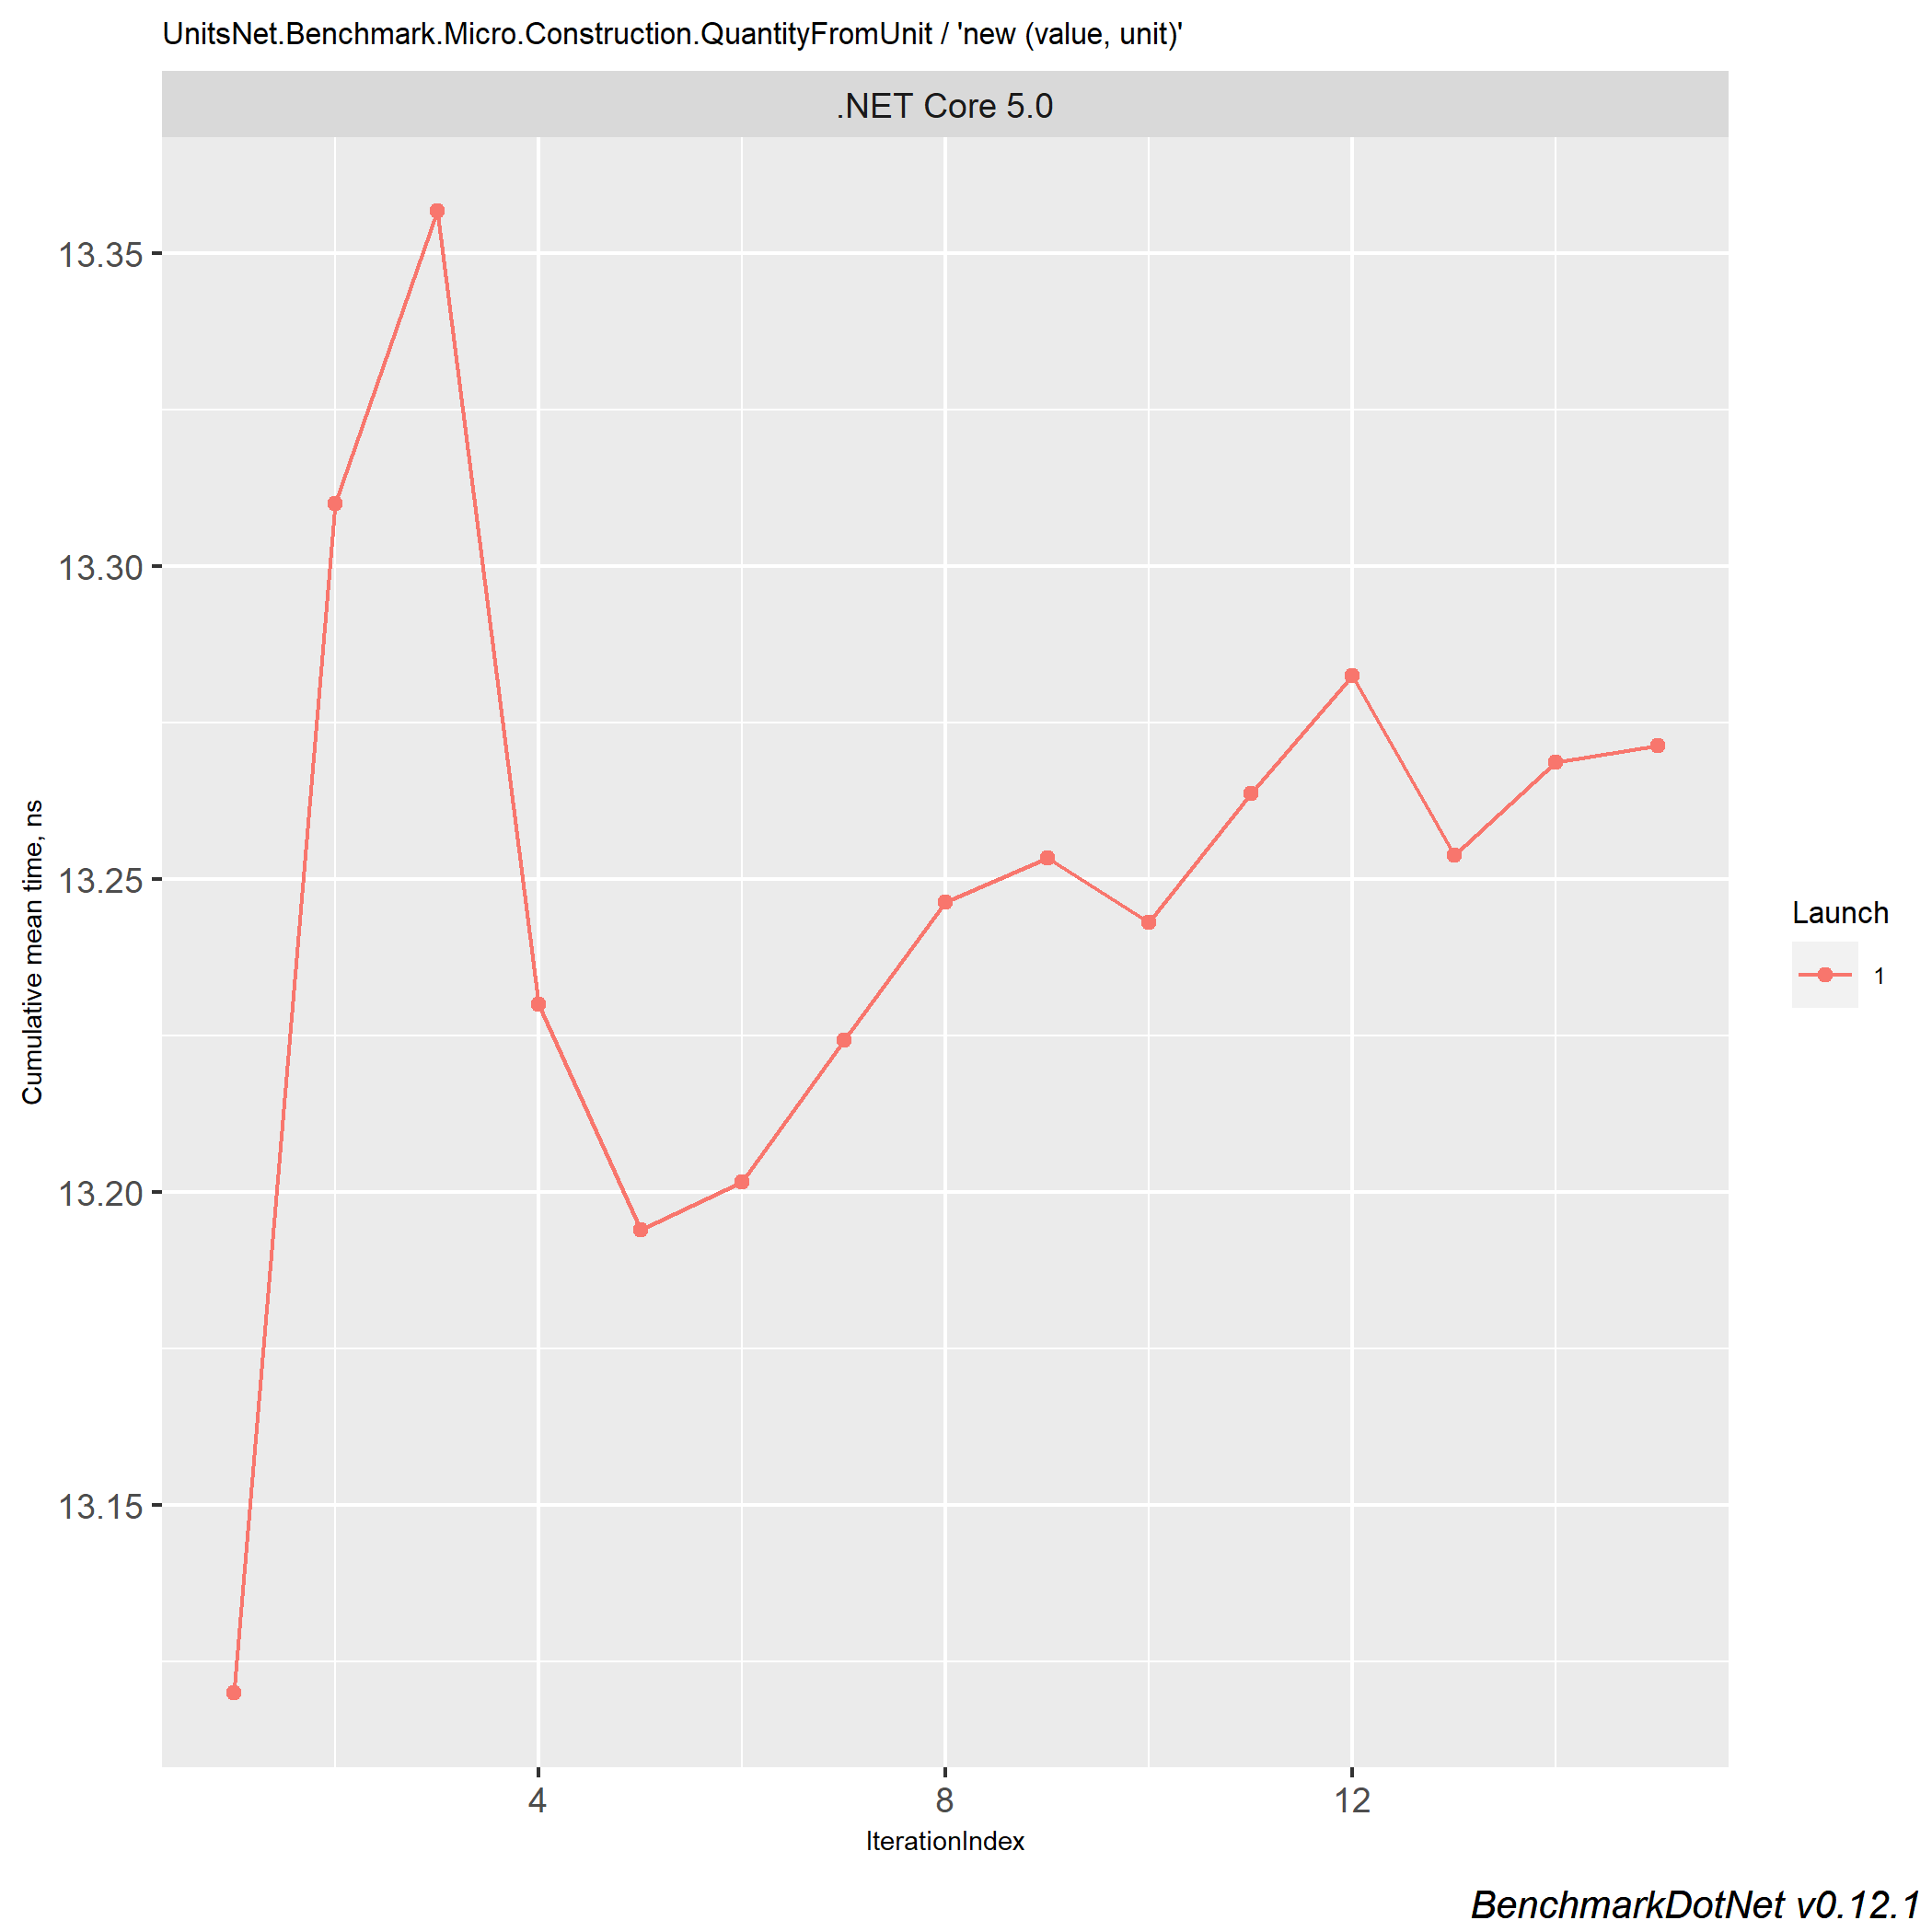 UnitsNet.Benchmark.Micro.Construction.QuantityFromUnit / 'new (value, unit)'
.NET Core 5.0
13.35
13.30
13.25
13.20
13.15
Cumulative mean time, ns
4
8
12
IterationIndex
Launch
1
BenchmarkDotNet v0.12.1